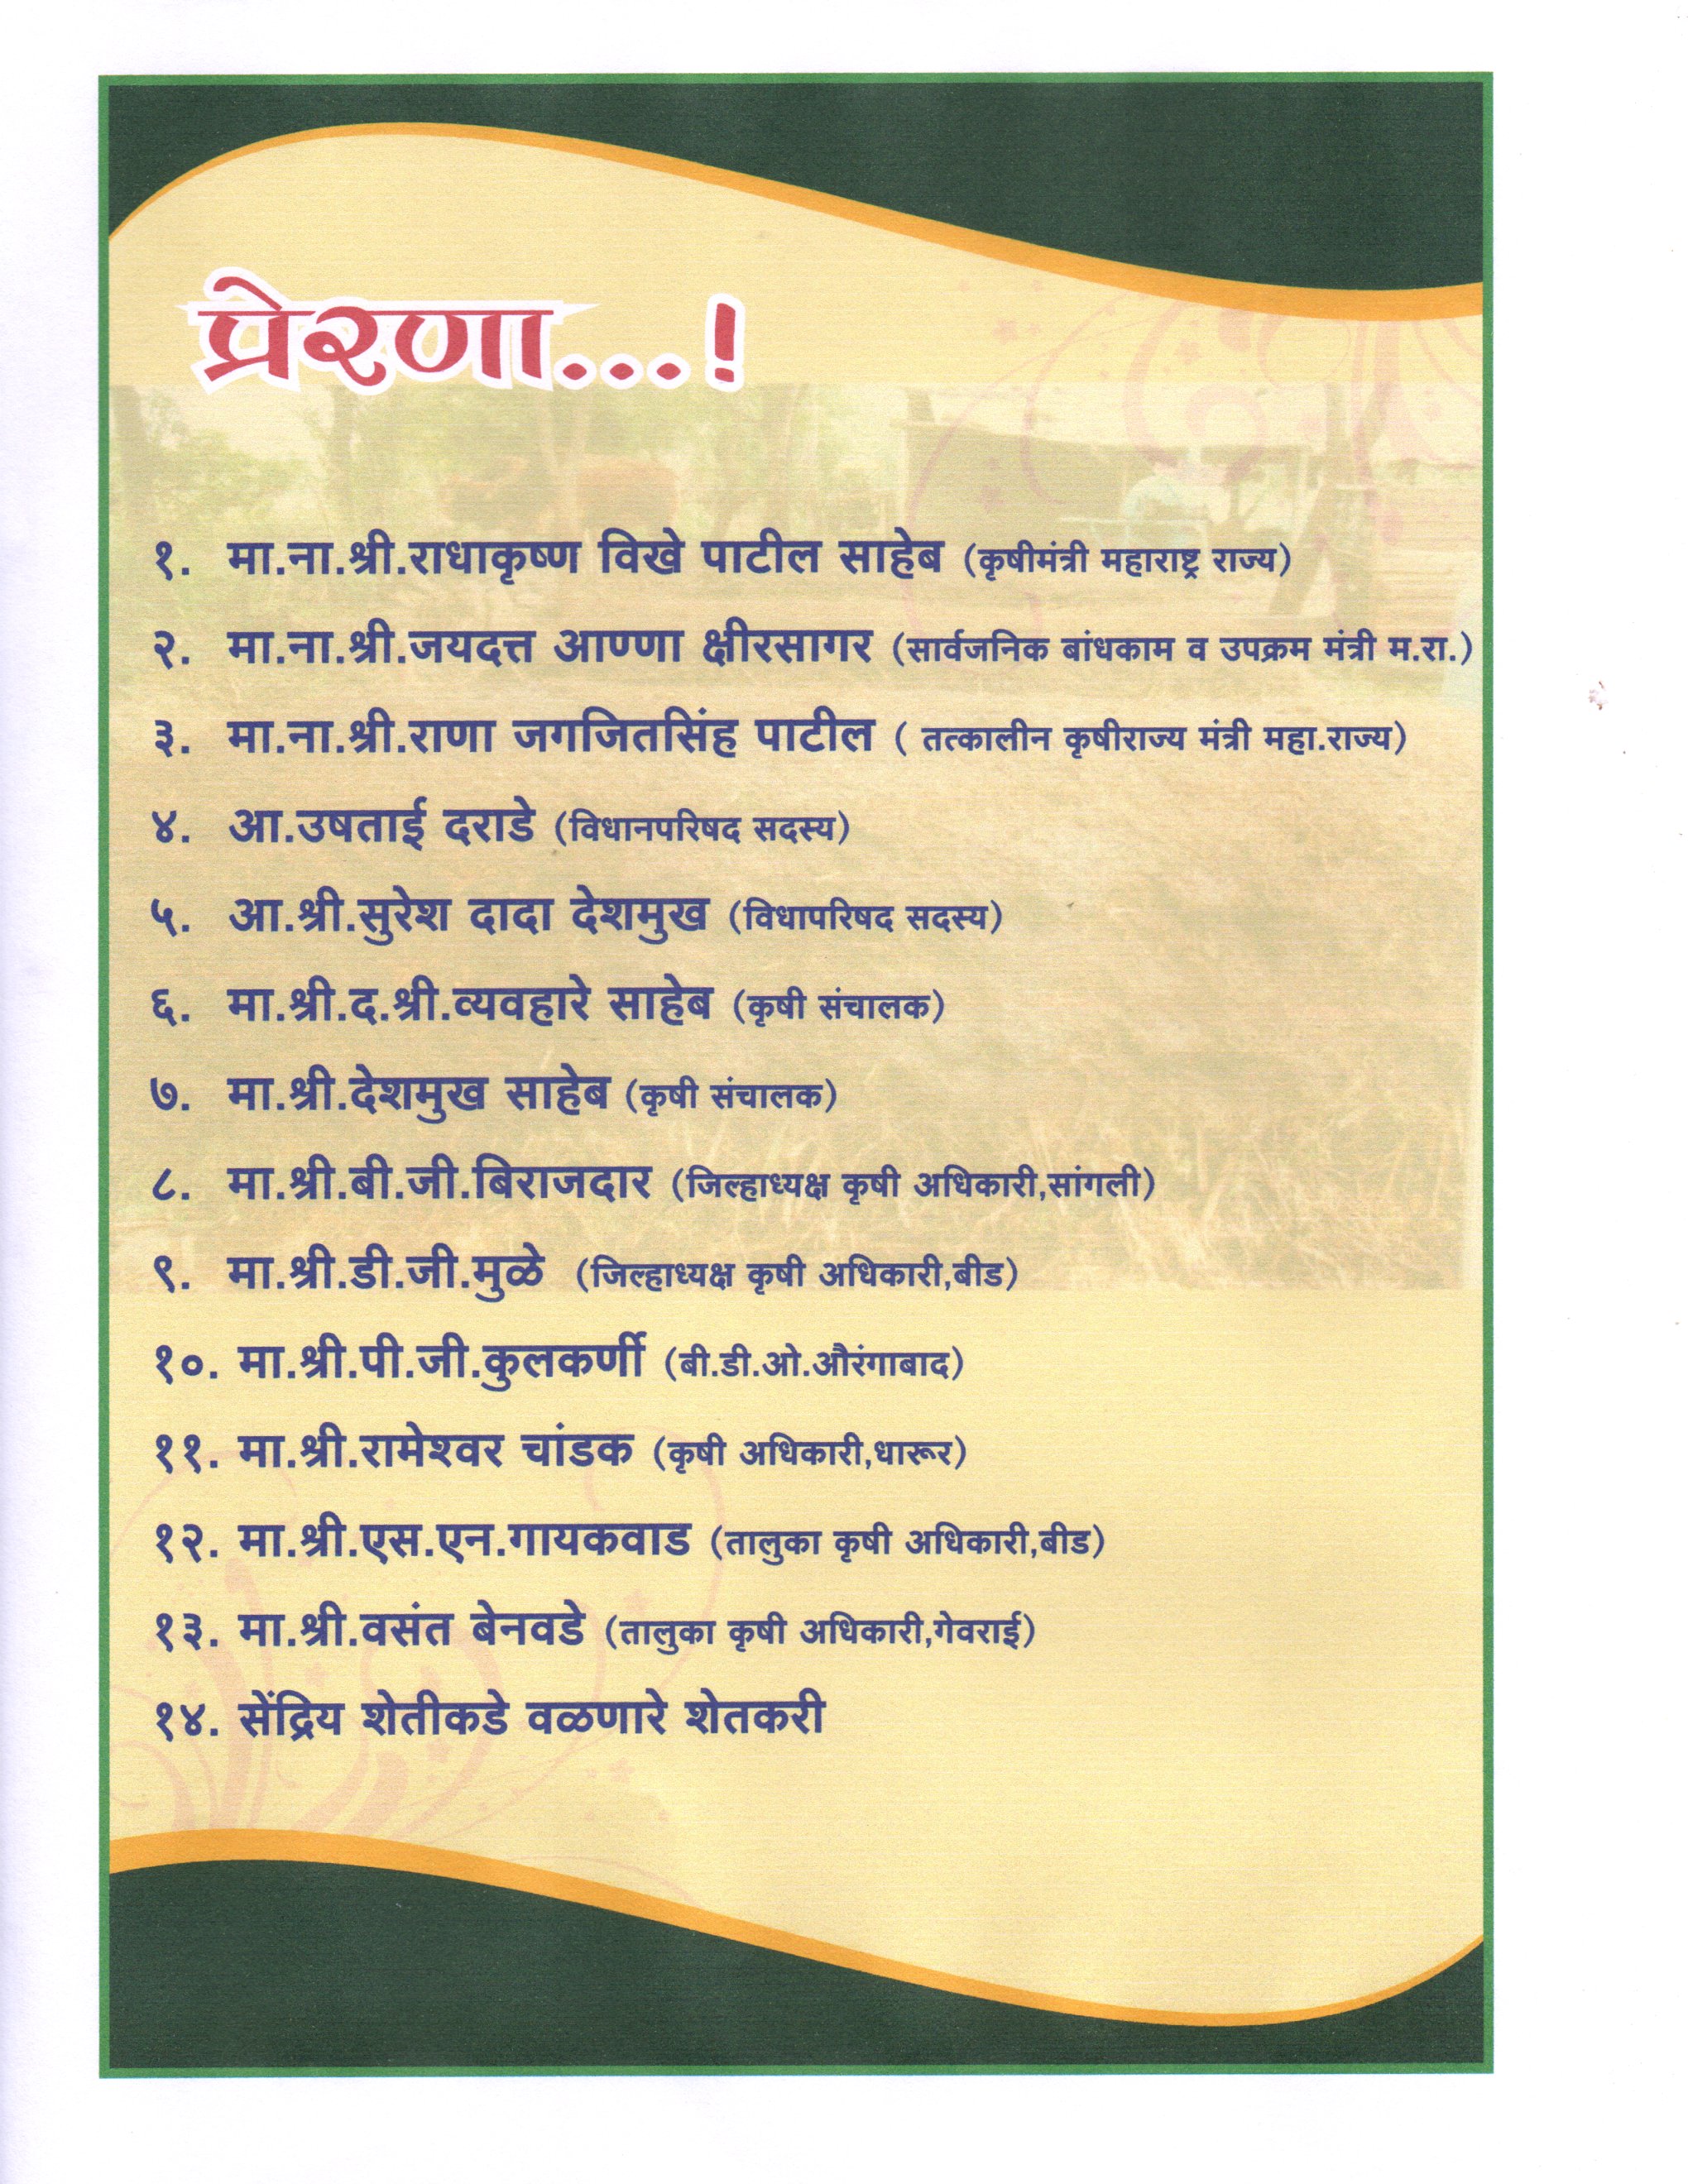 प्रेरणा...!
१. मा.ना.श्री.राधाकृष्ण विखे पाटील साहेब (कृषीमंत्री महाराष्ट्र राज्य)
२. मा.ना.श्री.जयदत्त आण्णा क्षीरसागर (सार्वजनिक बांधकाम व उपक्रम मंत्री म.रा.)
३. मा.ना.श्री.राणा जगजितसिंह पाटील ( तत्कालीन कृषीराज्य मंत्री महा.राज्य)
४. आ.उषताई दराडे (विधानपरिषद सदस्य)
५. आ.श्री.सुरेश दादा देशमुख (विधापरिषद सदस्य)
६. मा.श्री.द.श्री.व्यवहारे साहेब (कृषी संचालक)
७. मा.श्री.देशमुख साहेब (कृषी संचालक)
८. मा.श्री.बी.जी.बिराजदार (जिल्हाध्यक्ष कृषी अधिकारी,सांगली)
९. मा.श्री.डी.जी.मुळे (जिल्हाध्यक्ष कृषी अधिकारी,बीड)
१०. मा.श्री.पी.जी.कुलकर्णी (बी.डी.ओ.औरंगाबाद)
११. मा.श्री.रामेश्वर चांडक (कृषी अधिकारी,धारूर)
१२. मा.श्री.एस.एन.गायकवाड (तालुका कृषी अधिकारी,बीड)
१३. मा.श्री.वसंत बेनवडे (तालुका कृषी अधिकारी,गेवराई)
१४. सेंद्रिय शेतीकडे वळणारे शेतकरी